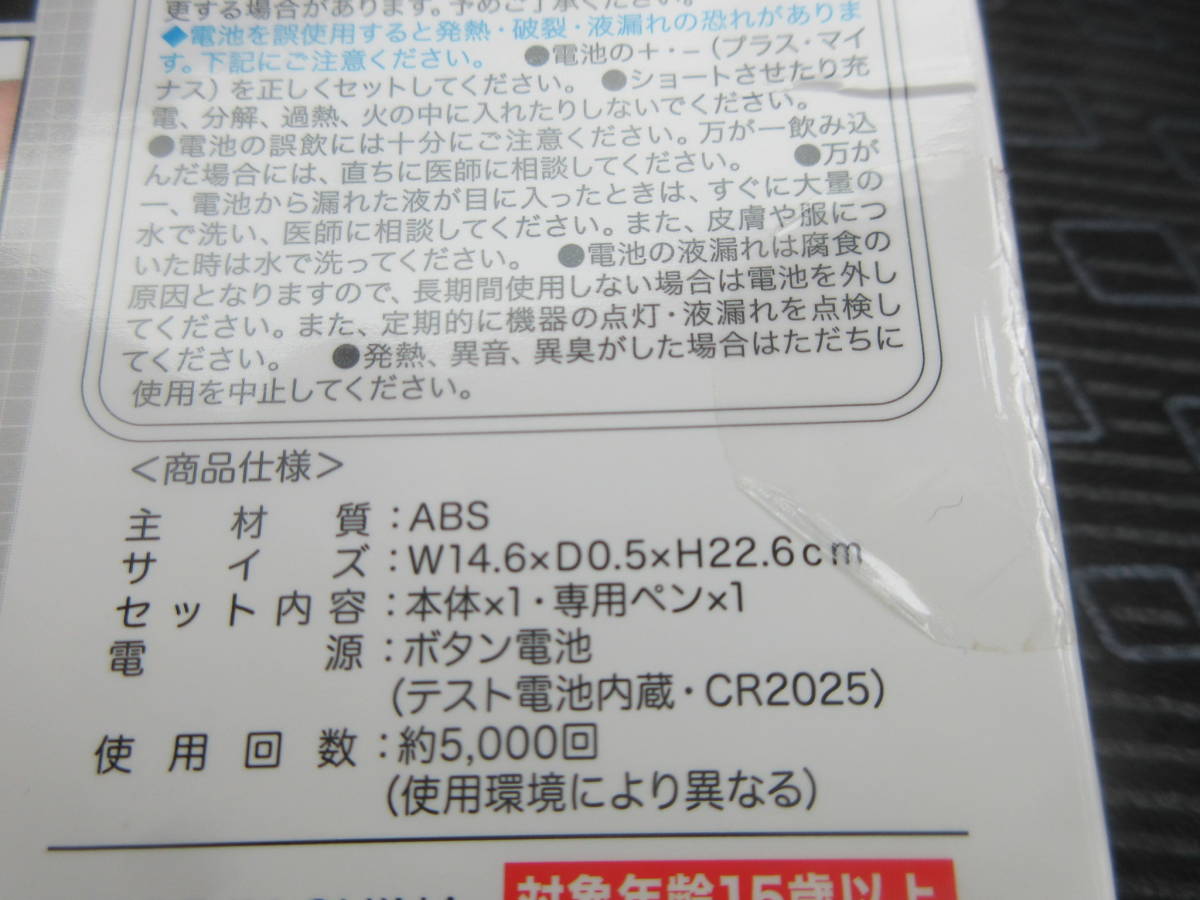 更する場合があります。予めご了承ください。
◆電池を誤使用すると発熱・破裂・液漏れの恐れがありま
す。下記にご注意ください。 ●電池の＋・－（プラス・マイ
ナス）を正しくセットしてください。 ●ショートさせたり充
電、分解、過熱、火の中に入れたりしないでください。
●電池の誤飲には十分にご注意ください。万が一飲み込
んだ場合には、直ちに医師に相談してください。 ●万が
一、電池から漏れた液が目に入ったときは、すぐに大量の
水で洗い、医師に相談してください。また、皮膚や服につ
いた時は水で洗ってください。 ●電池の液漏れは腐食の
原因となりますので、長期間使用しない場合は電池を外し
てください。また、定期的に機器の点灯・液漏れを点検し
てください。 ●発熱、異音、異臭がした場合はただちに
使用を中止してください。
＜商品仕様＞
主材質：ABS
サイズ：W14.6×D0.5×H22.6cm
セット内容：本体×1・専用ペン×1
電源：ボタン電池
（テスト電池内蔵・CR2025）
使用回数：約5,000回
（使用環境により異なる）
対象年齢15歳以上